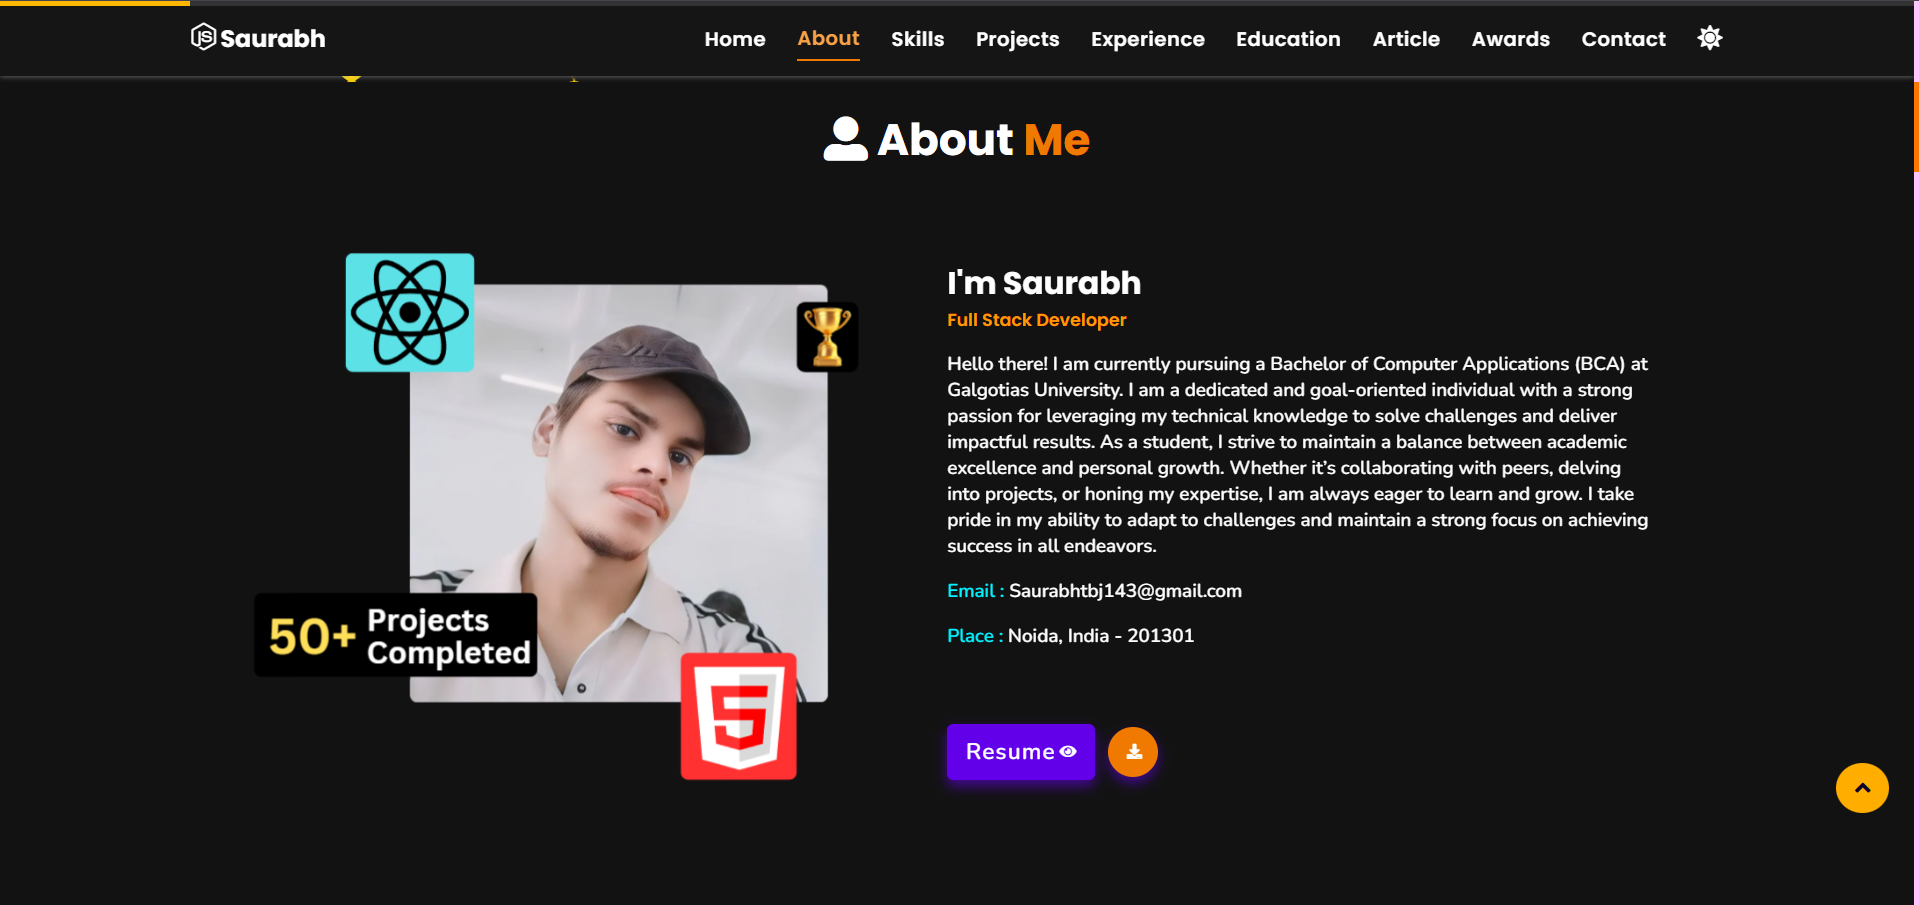 JS Saurabh
Home About Skills Projects Experience Education Article Awards Contact
About Me
I'm Saurabh
Full Stack Developer
Hello there! I am currently pursuing a Bachelor of Computer Applications (BCA) at
Galgotias University. I am a dedicated and goal-oriented individual with a strong
passion for leveraging my technical knowledge to solve challenges and deliver
impactful results. As a student, I strive to maintain a balance between academic
excellence and personal growth. Whether it’s collaborating with peers, delving
into projects, or honing my expertise, I am always eager to learn and grow. I take
pride in my ability to adapt to challenges and maintain a strong focus on achieving
success in all endeavors.
Email : Saurabhtbj143@gmail.com
Place : Noida, India - 201301
50+ Projects
Completed
5
Resume